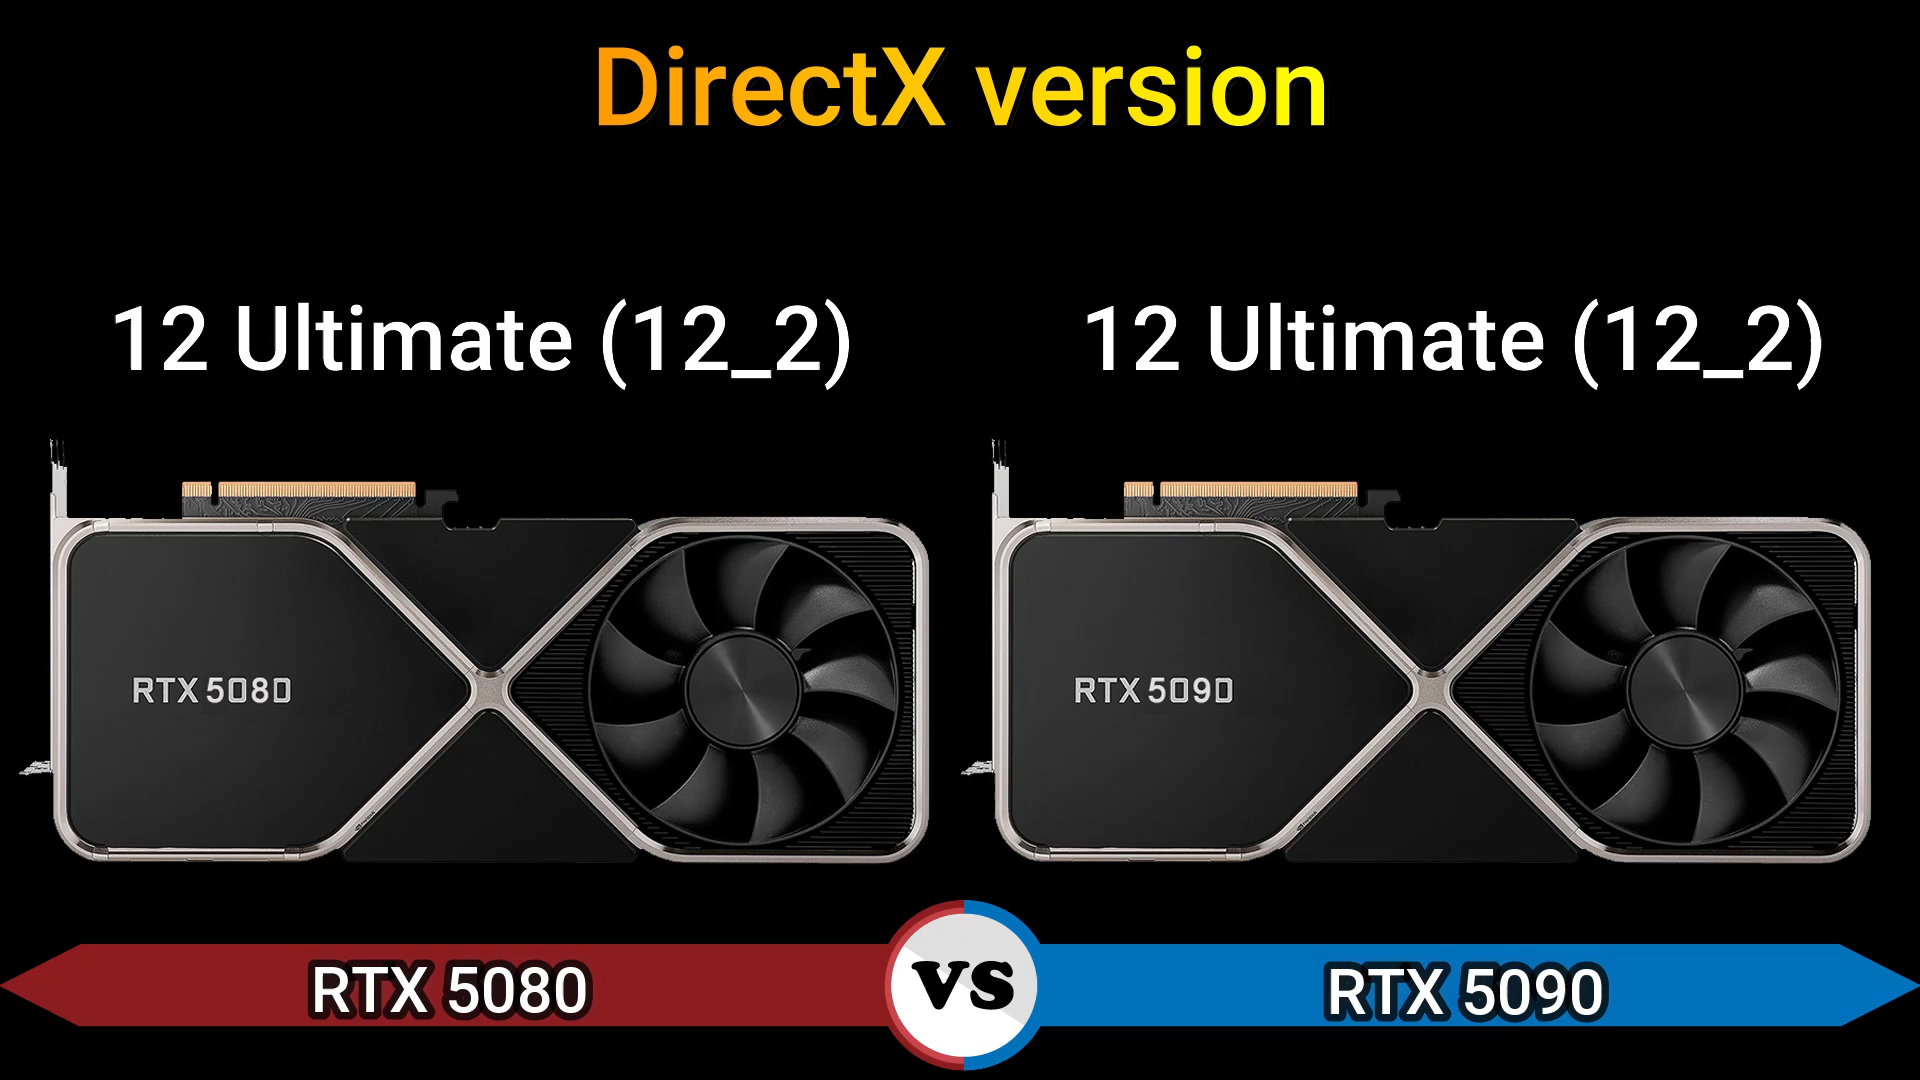 DirectX version
12 Ultimate (12_2)
12 Ultimate (12_2)
RTX 5080
RTX 5090
RTX 5080
VS
RTX 5090